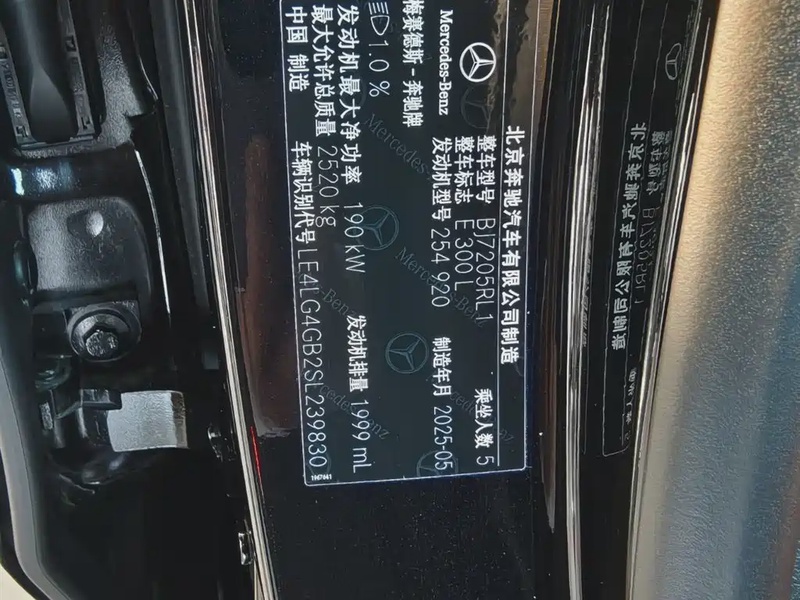 北京奔驰汽车有限公司制造
Mercedes-Benz
梅赛德斯-奔驰牌
整车型号 BJ7205RL1 乘坐人数 5
整车标志 E 300 L
发动机型号 254 920 制造年月 2025-05
1.0 %
发动机最大净功率 190 kW 发动机排量 1999 mL
最大允许总质量 2520 kg
中国 制造 车辆识别代号 LE4LG4GB2SL239830
Mercedes-Benz
Mercedes-Benz